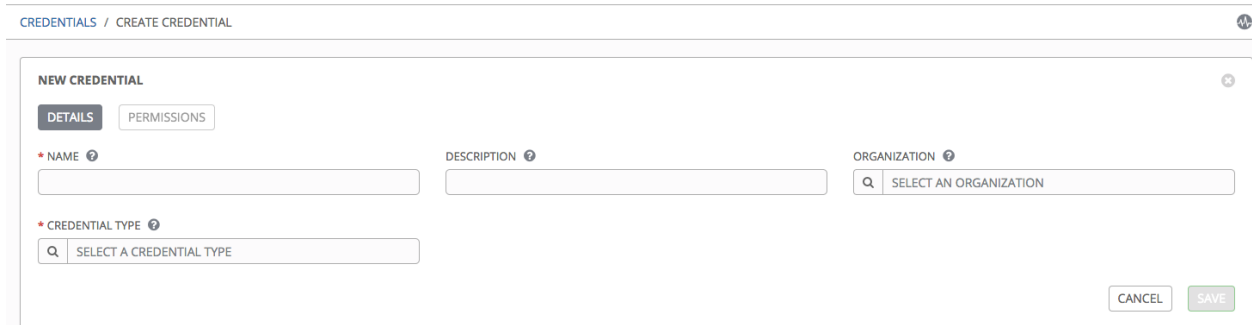 CREDENTIALS / CREATE CREDENTIAL
NEW CREDENTIAL
DETAILS PERMISSIONS
* NAME ? DESCRIPTION ? ORGANIZATION ?
SELECT AN ORGANIZATION
* CREDENTIAL TYPE ?
SELECT A CREDENTIAL TYPE
CANCEL SAVE